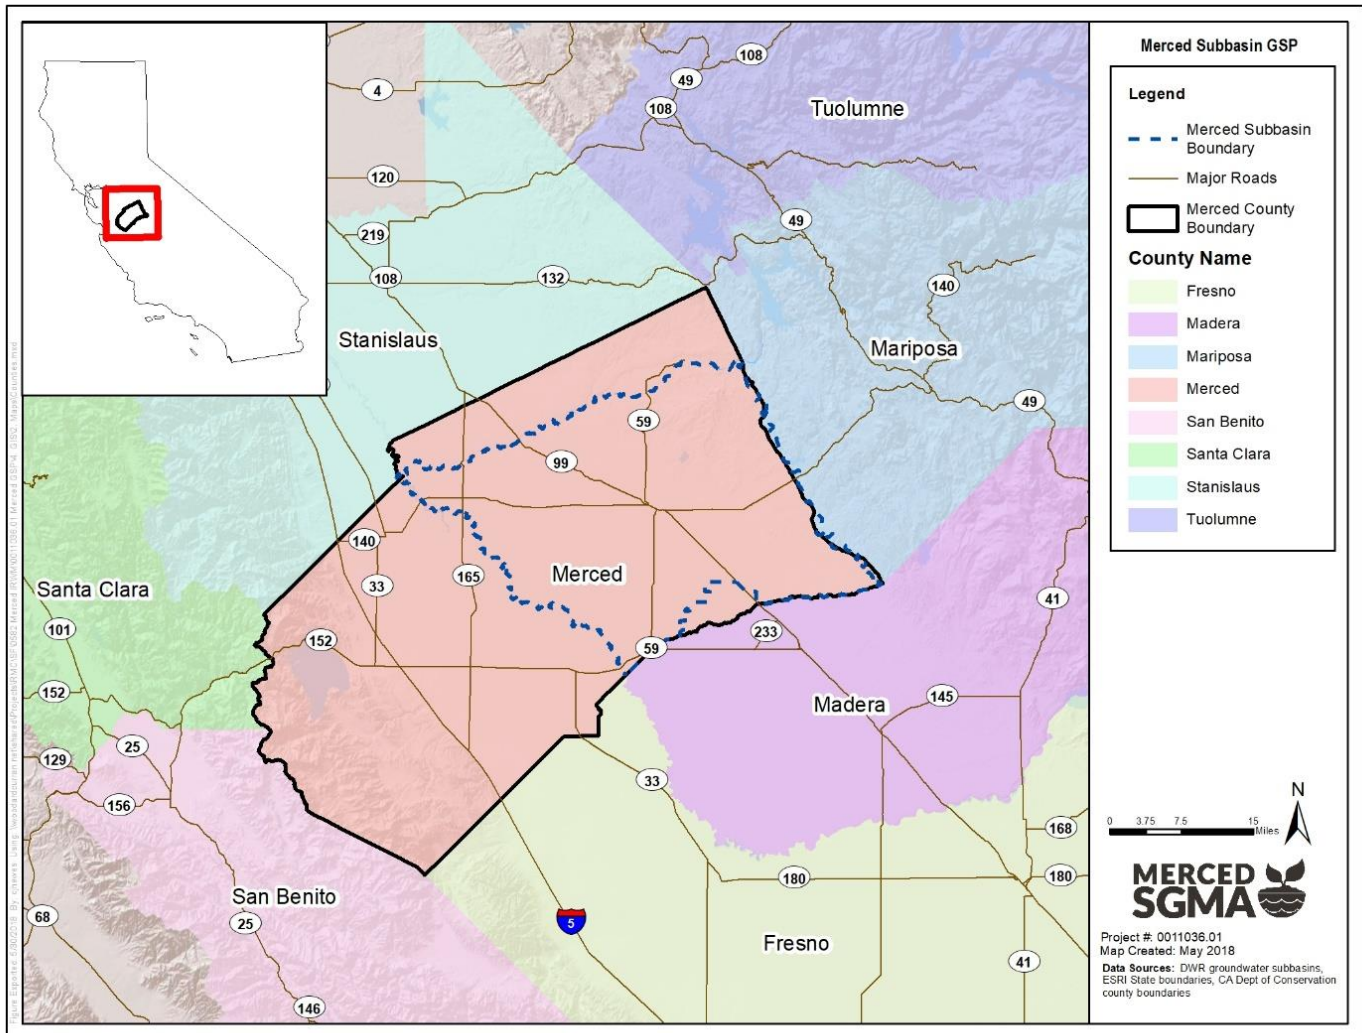 Merced Subbasin GSP
Legend
Merced Subbasin
Boundary
Major Roads
Merced County
Boundary
County Name
Fresno
Madera
Mariposa
Merced
San Benito
Santa Clara
Stanislaus
Tuolumne
0 3.75 7.5 15
Miles
N
MERCED
SGMA
Project #: 0011036.01
Map Created: May 2018
Data Sources: DWR groundwater subbasins,
ESRI State boundaries, CA Dept of Conservation
county boundaries
108
49
4
108
Tuolumne
120
49
219
108
132
140
Stanislaus
Mariposa
49
59
99
140
Merced
165
33
Santa Clara
41
101
233
152
59
152
145
Madera
25
129
33
156
168
180
180
San Benito
68
25
5
Fresno
41
146